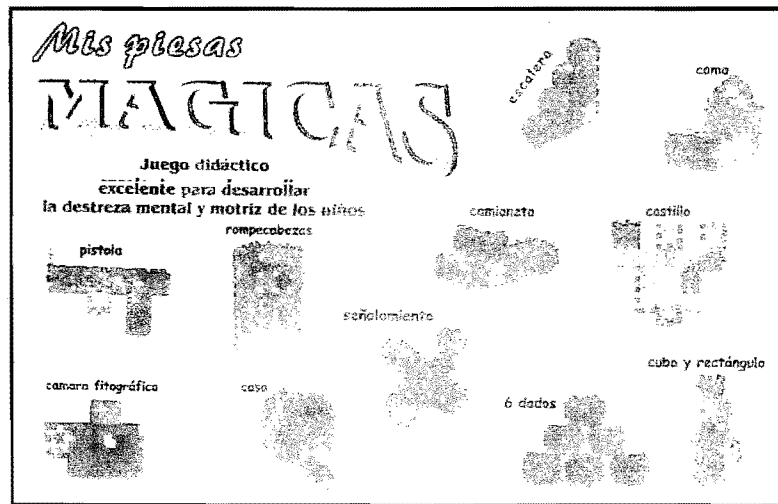 Mis piesas
MAGICAS
Juego didáctico
excelente para desarrollar
la destreza mental y motriz de los niños
escalera
cama
pistola
rompecabezas
camioneta
castillo
señalamiento
camara fitográfica
casa
6 dados
cubo y rectángulo